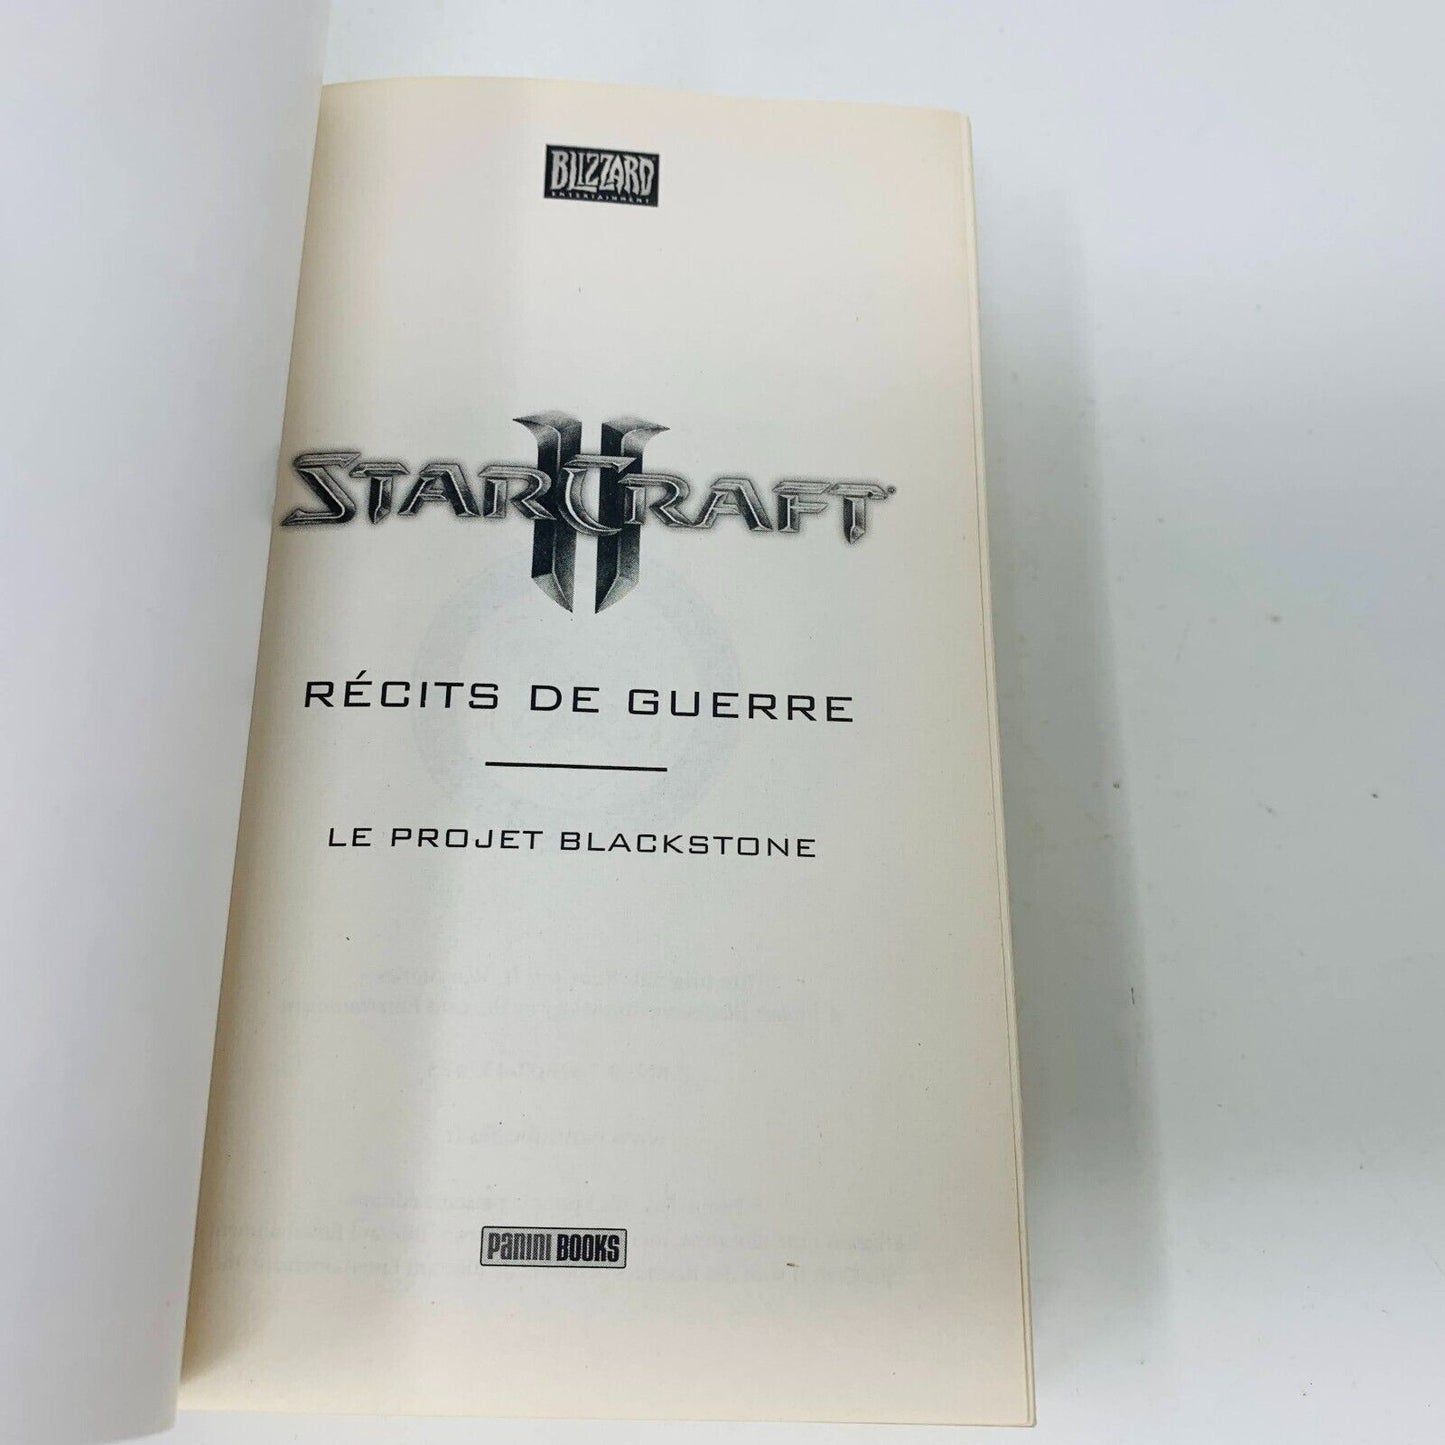 BLIZZARD
ENTERTAINMENT
STARCRAFT®
II
RÉCITS DE GUERRE
LE PROJET BLACKSTONE
PANINI BOOKS